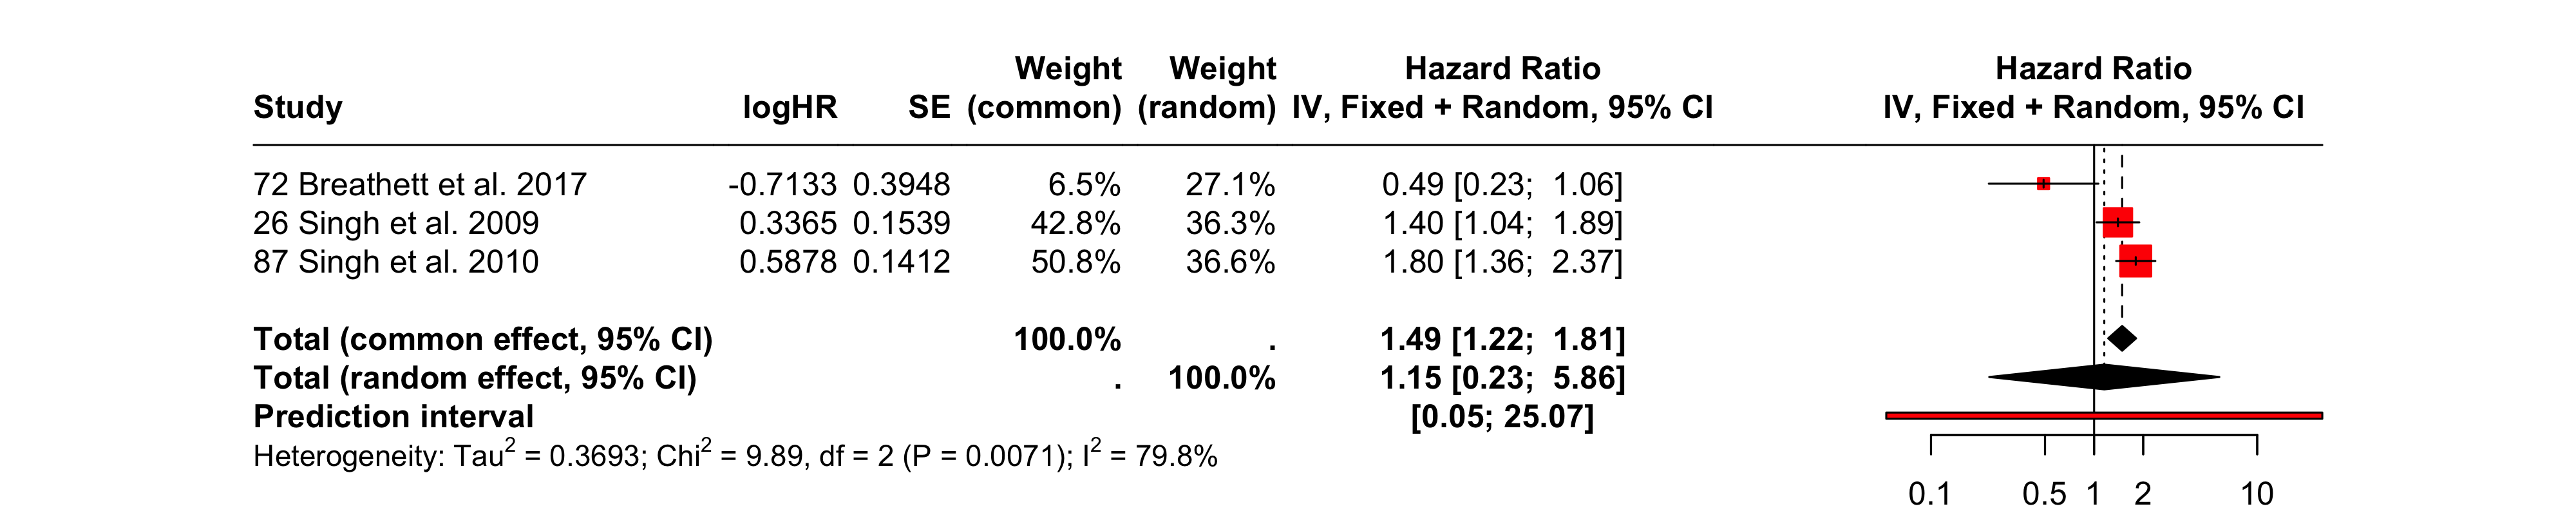 Weight Weight Hazard Ratio Hazard Ratio
Study logHR SE (common) (random) IV, Fixed + Random, 95% CI IV, Fixed + Random, 95% CI
72 Breathett et al. 2017 -0.7133 0.3948 6.5% 27.1% 0.49 [0.23; 1.06]
26 Singh et al. 2009 0.3365 0.1539 42.8% 36.3% 1.40 [1.04; 1.89]
87 Singh et al. 2010 0.5878 0.1412 50.8% 36.6% 1.80 [1.36; 2.37]
Total (common effect, 95% CI) 100.0% . 1.49 [1.22; 1.81]
Total (random effect, 95% CI) . 100.0% 1.15 [0.23; 5.86]
Prediction interval [0.05; 25.07]
Heterogeneity: Tau² = 0.3693; Chi² = 9.89, df = 2 (P = 0.0071); I² = 79.8%
0.1 0.5 1 2 10